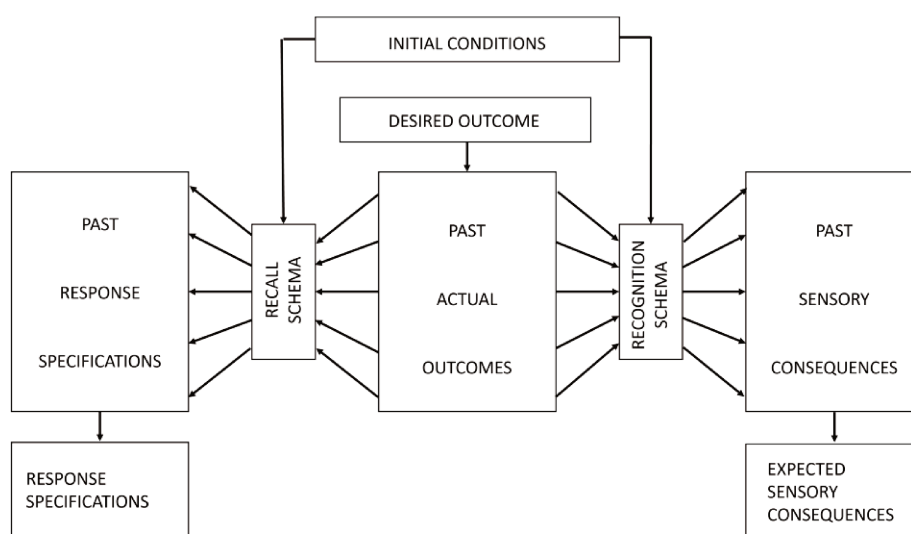 INITIAL CONDITIONS
DESIRED OUTCOME
PAST
RESPONSE
SPECIFICATIONS
RECALL
SCHEMA
PAST
ACTUAL
OUTCOMES
RECOGNITION
SCHEMA
PAST
SENSORY
CONSEQUENCES
RESPONSE
SPECIFICATIONS
EXPECTED
SENSORY
CONSEQUENCES